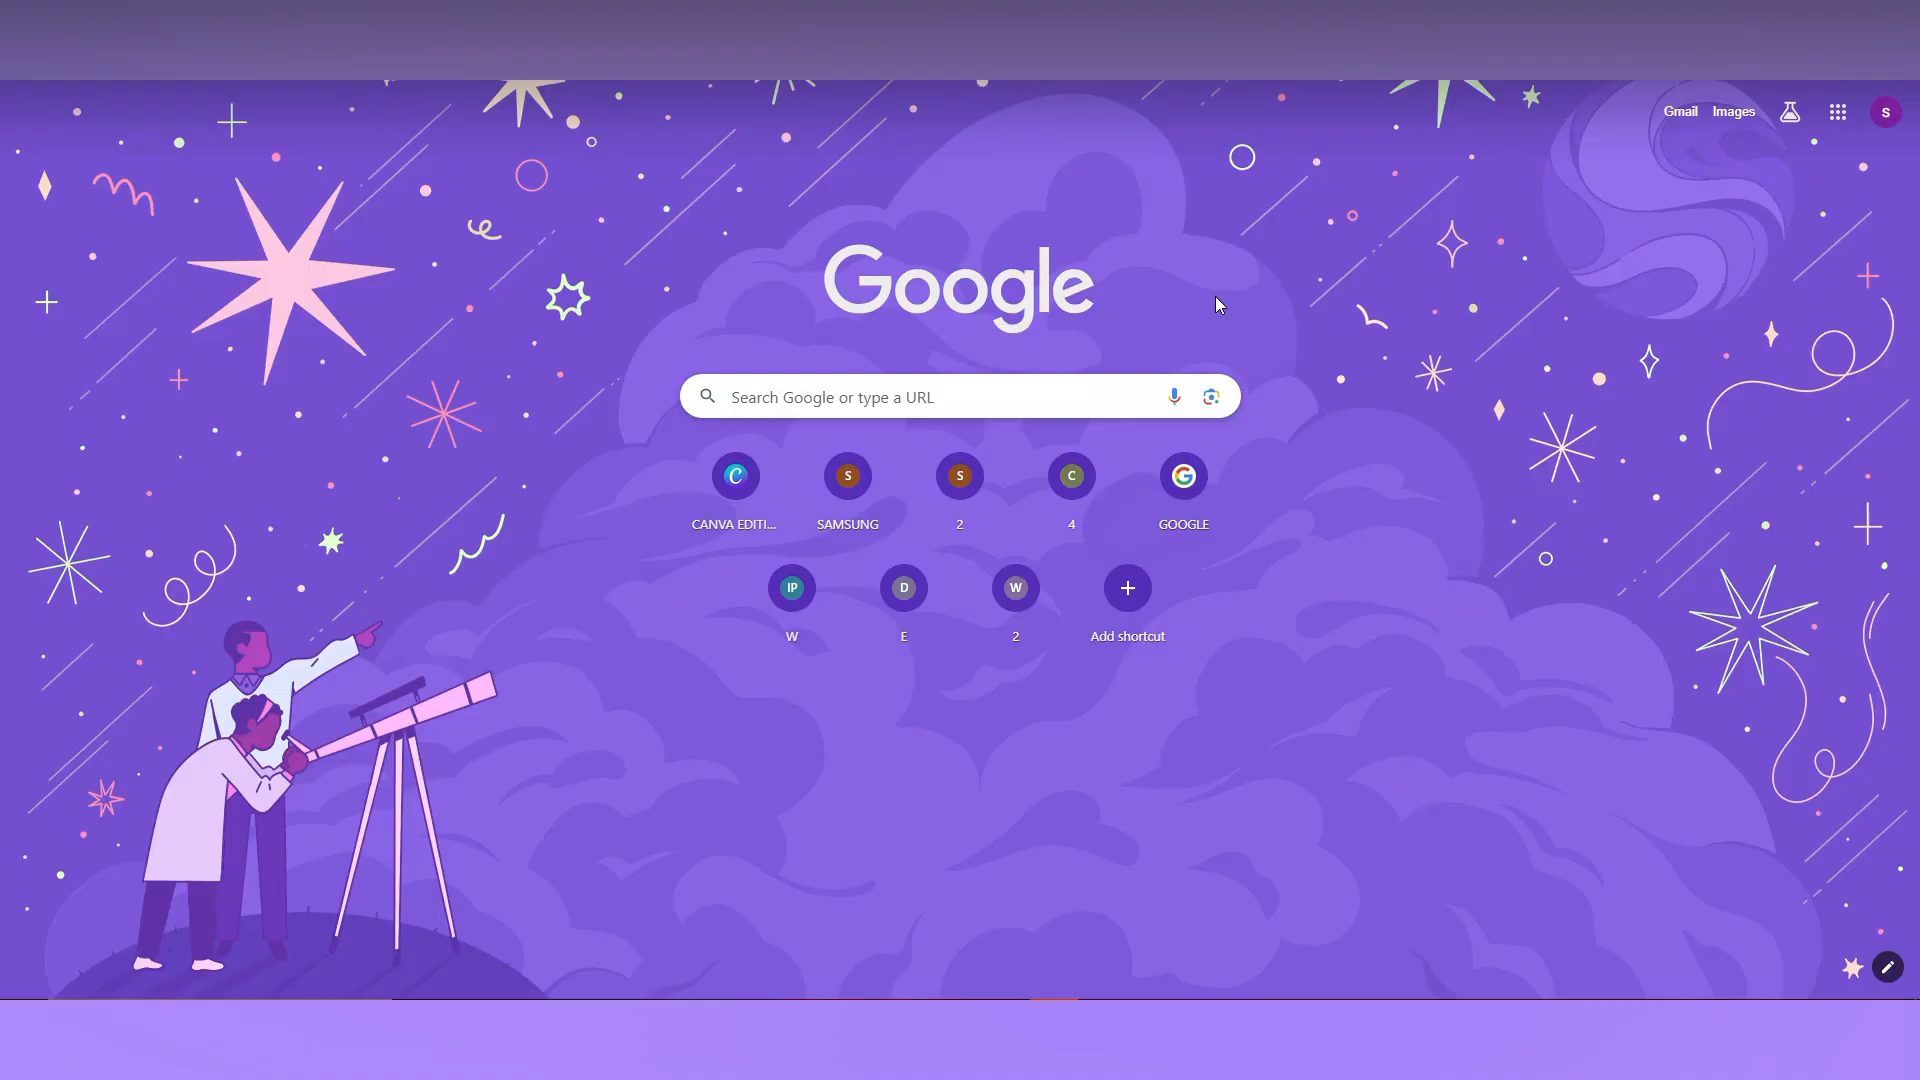 Gmail Images S
Google
Search Google or type a URL
C S S C G
CANVA EDITI... SAMSUNG 2 4 GOOGLE
IP D W
W E 2 Add shortcut